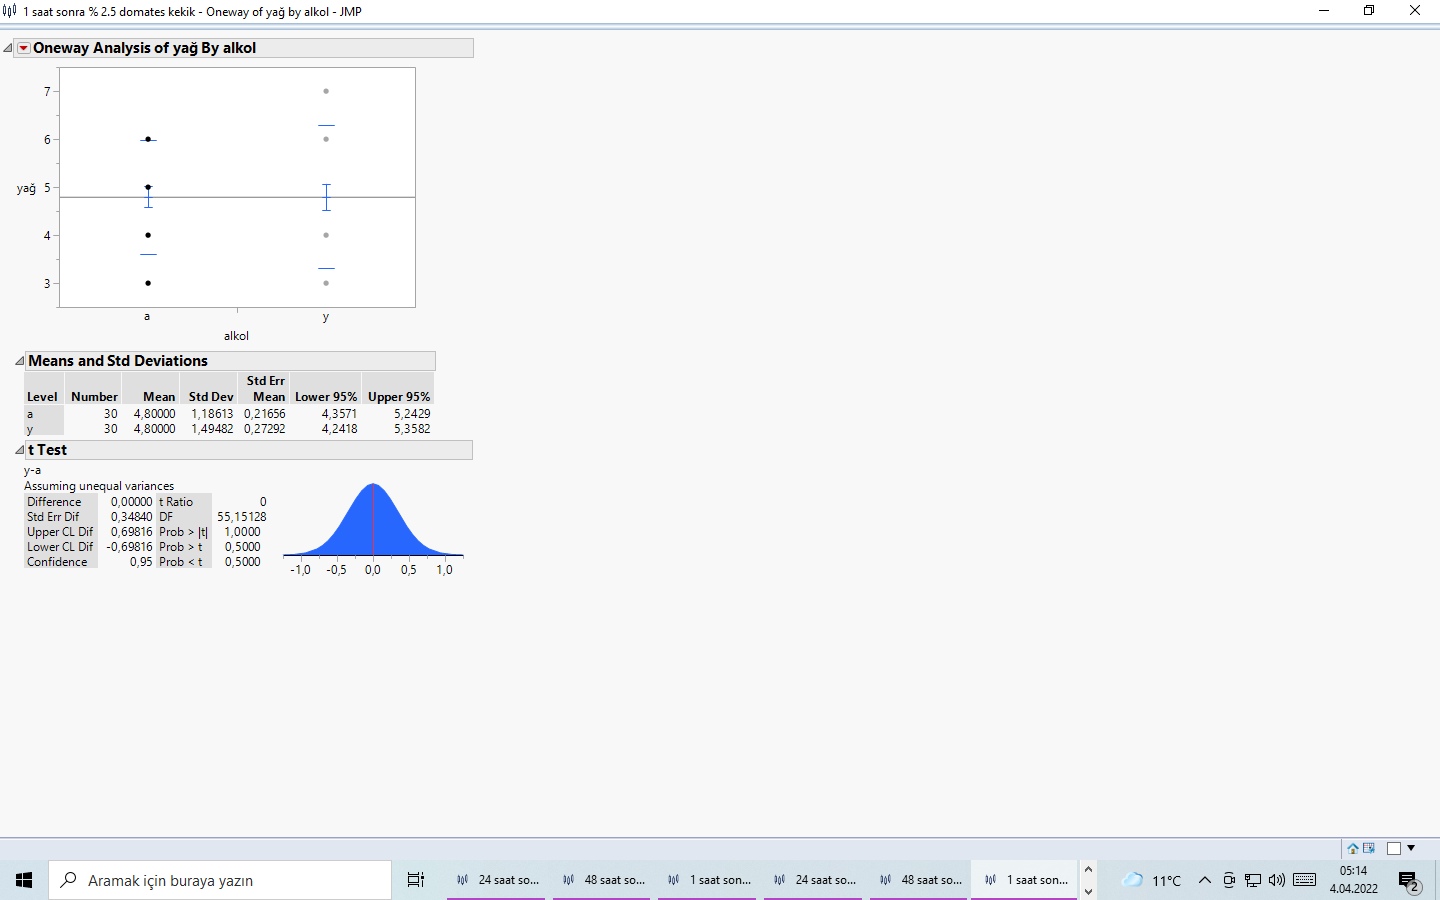 1 saat sonra % 2.5 domates kekik - Oneway of yağ by alkol - JMP
Oneway Analysis of yağ By alkol
7
6
yağ 5
4
3
a y
alkol
Means and Std Deviations
Level Number Mean Std Dev Std Err Mean Lower 95% Upper 95%
a 30 4,80000 1,18613 0,21656 4,3571 5,2429
y 30 4,80000 1,49482 0,27292 4,2418 5,3582
t Test
y-a
Assuming unequal variances
Difference 0,00000 t Ratio 0
Std Err Dif 0,34840 DF 55,15128
Upper CL Dif 0,69816 Prob > |t| 1,0000
Lower CL Dif -0,69816 Prob > t 0,5000
Confidence 0,95 Prob < t 0,5000
-1,0 -0,5 0,0 0,5 1,0
Aramak için buraya yazın
24 saat so... 48 saat so... 1 saat son... 24 saat so... 48 saat so... 1 saat son...
11°C
05:14
4.04.2022
2